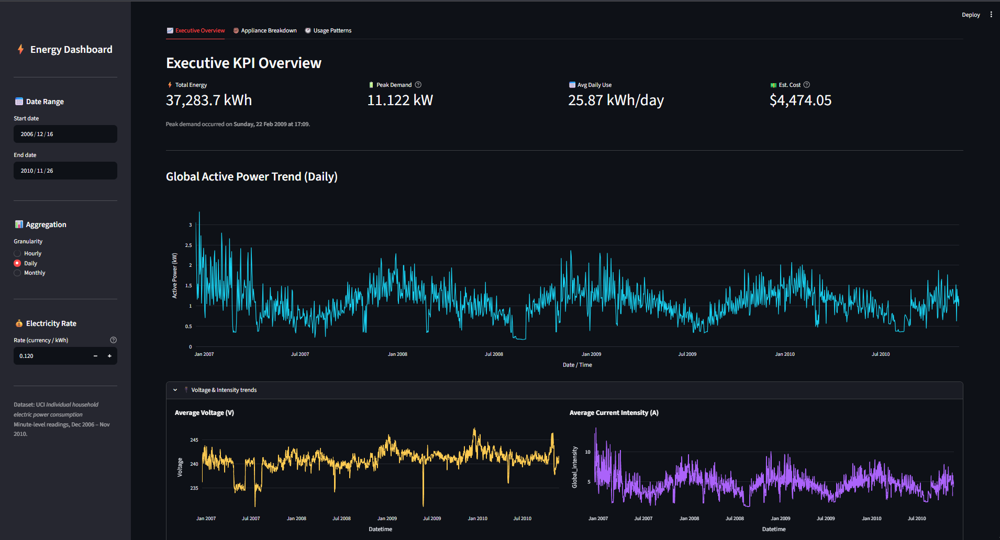 Deploy
Energy Dashboard
Date Range
Start date
2006/12/16
End date
2010/11/26
Aggregation
Granularity
Hourly
Daily
Monthly
Electricity Rate
Rate (currency / kWh)
0.120
Dataset: UCI Individual household
electric power consumption
Minute-level readings, Dec 2006 – Nov
2010.
Executive Overview Appliance Breakdown Usage Patterns
Executive KPI Overview
Total Energy
37,283.7 kWh
Peak Demand
11.122 kW
Avg Daily Use
25.87 kWh/day
Est. Cost
$4,474.05
Peak demand occurred on Sunday, 22 Feb 2009 at 17:09.
Global Active Power Trend (Daily)
Active Power (kW)
3
2.5
2
1.5
1
0.5
0
Jan 2007 Jul 2007 Jan 2008 Jul 2008 Jan 2009 Jul 2009 Jan 2010 Jul 2010
Date / Time
Voltage & Intensity trends
Average Voltage (V)
Voltage
245
240
235
Jan 2007 Jul 2007 Jan 2008 Jul 2008 Jan 2009 Jul 2009 Jan 2010 Jul 2010
Datetime
Average Current Intensity (A)
Global_intensity
10
5
Jan 2007 Jul 2007 Jan 2008 Jul 2008 Jan 2009 Jul 2009 Jan 2010 Jul 2010
Datetime